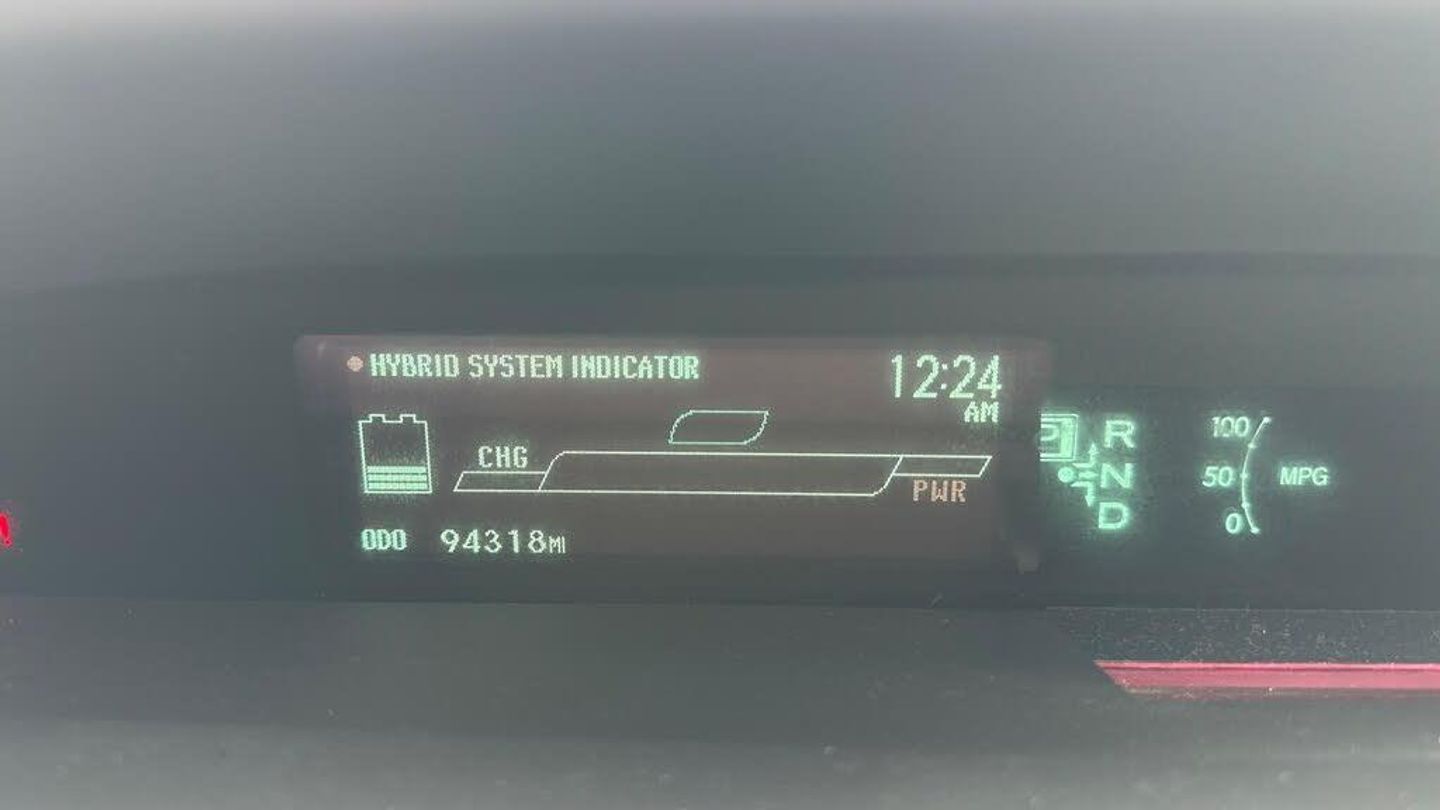 HYBRID SYSTEM INDICATOR
12:24
AM
CHG
PWR
ODO 94318MI
P
R
N
D
100
50
0
MPG